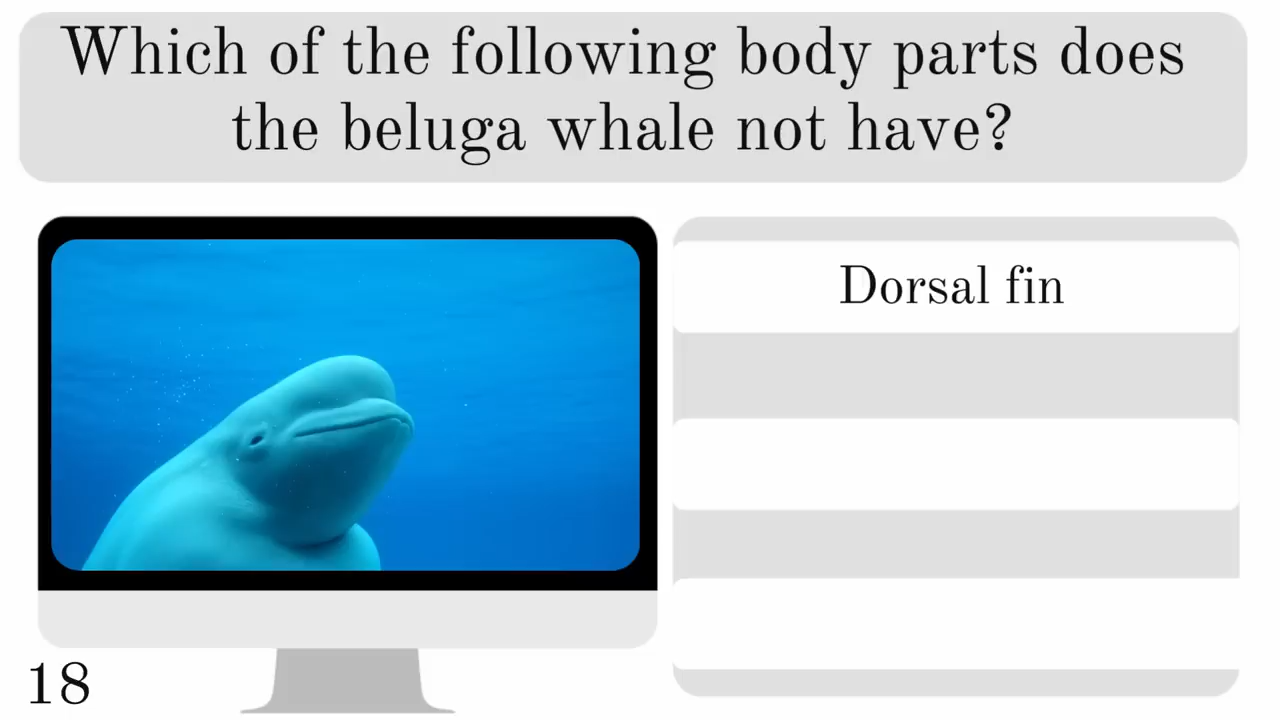 Which of the following body parts does
the beluga whale not have?
Dorsal fin
18